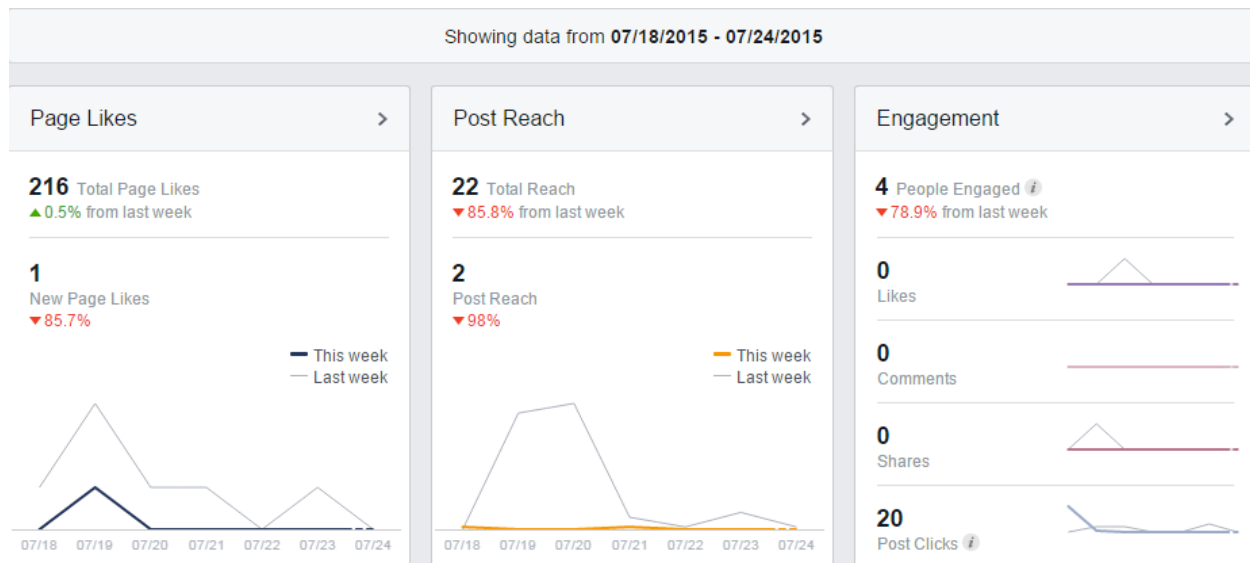 Showing data from 07/18/2015 - 07/24/2015
Page Likes
216 Total Page Likes
0.5% from last week
1
New Page Likes
85.7%
This week
Last week
07/18 07/19 07/20 07/21 07/22 07/23 07/24
Post Reach
22 Total Reach
85.8% from last week
2
Post Reach
98%
This week
Last week
07/18 07/19 07/20 07/21 07/22 07/23 07/24
Engagement
4 People Engaged i
78.9% from last week
0
Likes
0
Comments
0
Shares
20
Post Clicks i